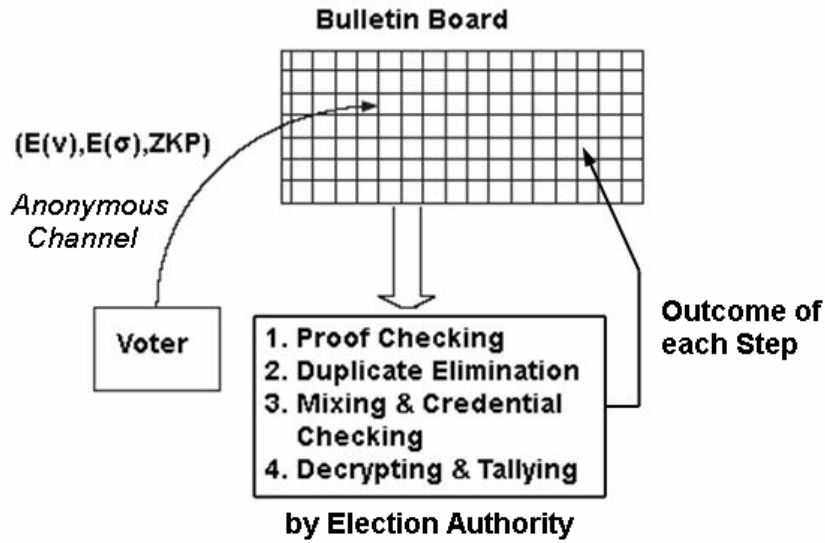 Bulletin Board
(E(v),E(σ),ZKP)
Anonymous
Channel
Voter
1. Proof Checking
2. Duplicate Elimination
3. Mixing & Credential
Checking
4. Decrypting & Tallying
Outcome of
each Step
by Election Authority